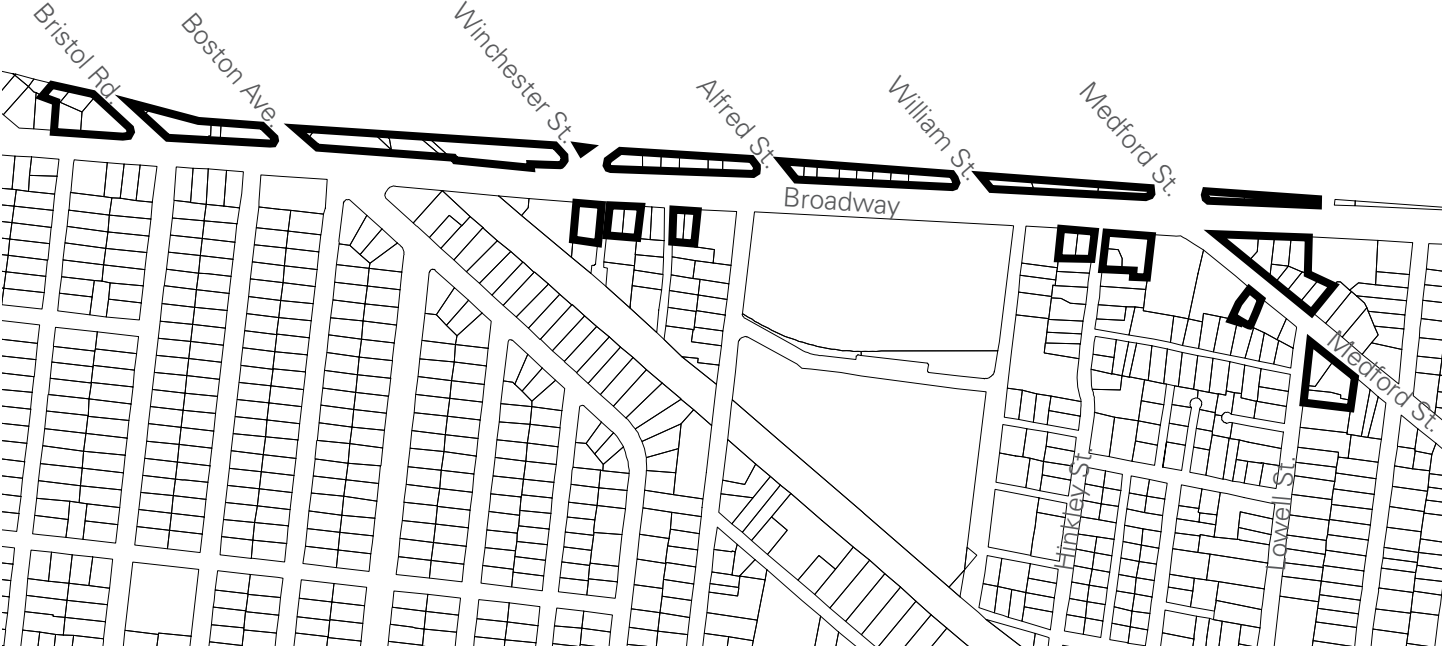 Bristol Rd.
Boston Ave.
Winchester St.
Alfred St.
William St.
Medford St.
Broadway
Medford St.
Hinkley St
Lowell St.